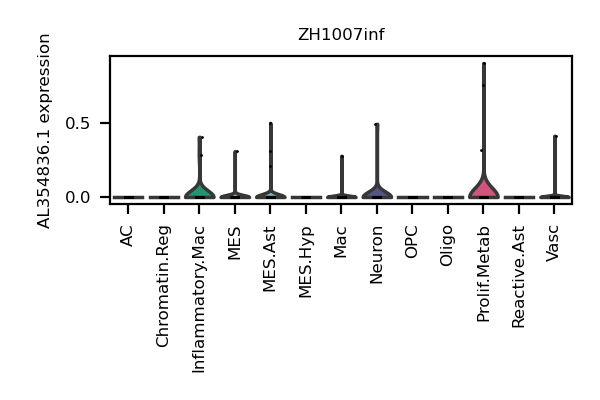 ZH1007inf
AL354836.1 expression
0.5
0.0
AC
Chromatin.Reg
Inflammatory.Mac
MES
MES.Ast
MES.Hyp
Mac
Neuron
OPC
Oligo
Prolif.Metab
Reactive.Ast
Vasc